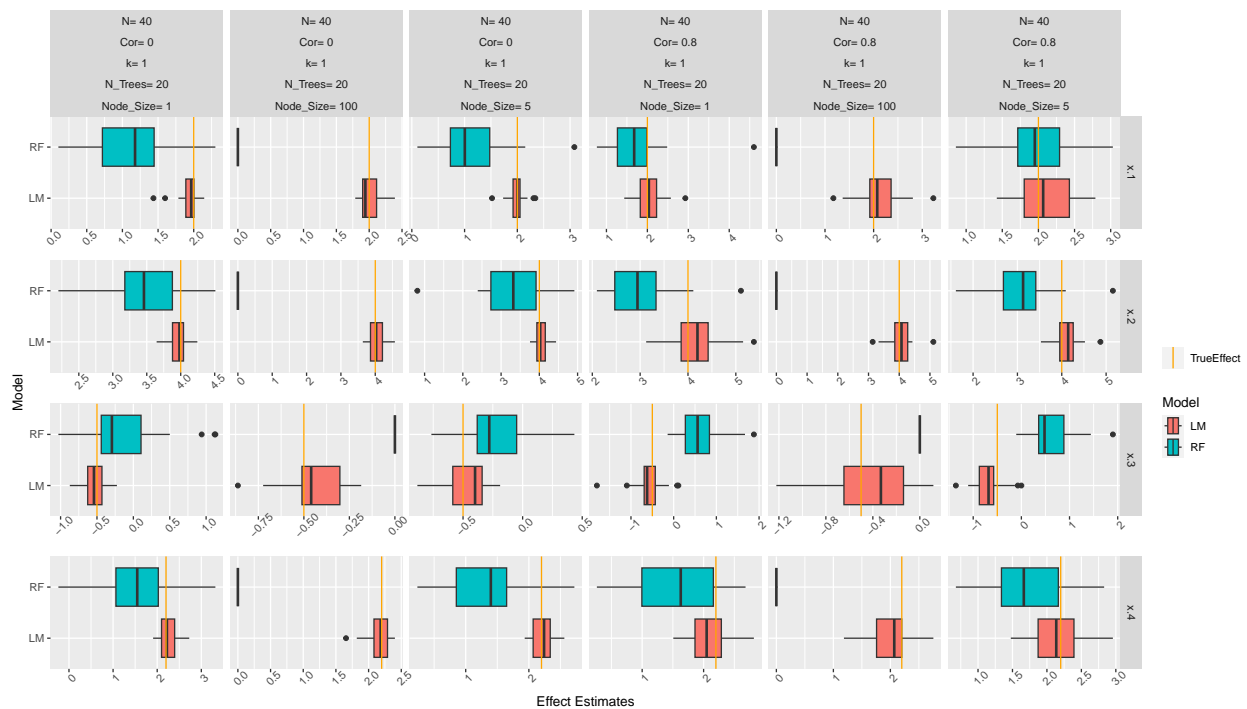 N= 40 N= 40 N= 40 N= 40 N= 40 N= 40
Cor= 0 Cor= 0 Cor= 0 Cor= 0.8 Cor= 0.8 Cor= 0.8
k= 1 k= 1 k= 1 k= 1 k= 1 k= 1
N_Trees= 20 N_Trees= 20 N_Trees= 20 N_Trees= 20 N_Trees= 20 N_Trees= 20
Node_Size= 1 Node_Size= 100 Node_Size= 5 Node_Size= 1 Node_Size= 100 Node_Size= 5
RF
LM
x.1
0.0 0.5 1.0 1.5 2.0 0.0 0.5 1.0 1.5 2.0 2.5 0 1 2 3 1 2 3 4 0 1 2 3 1.0 1.5 2.0 2.5 3.0
RF
LM
x.2
2.5 3.0 3.5 4.0 4.5 0 1 2 3 4 1 2 3 4 5 2 3 4 5 0 1 2 3 4 5 2 3 4 5
RF
LM
x.3
−1.0 −0.5 0.0 0.5 1.0 −0.75 −0.50 −0.25 0.00 −0.5 0.0 0.5 −1 0 1 2 −1.2 −0.8 −0.4 0.0 −1 0 1 2
RF
LM
x.4
0 1 2 3 0.0 0.5 1.0 1.5 2.0 2.5 0 1 2 0 1 2 0 1 2 0.5 1.0 1.5 2.0 2.5 3.0
Effect Estimates
Model
TrueEffect
Model
LM
RF